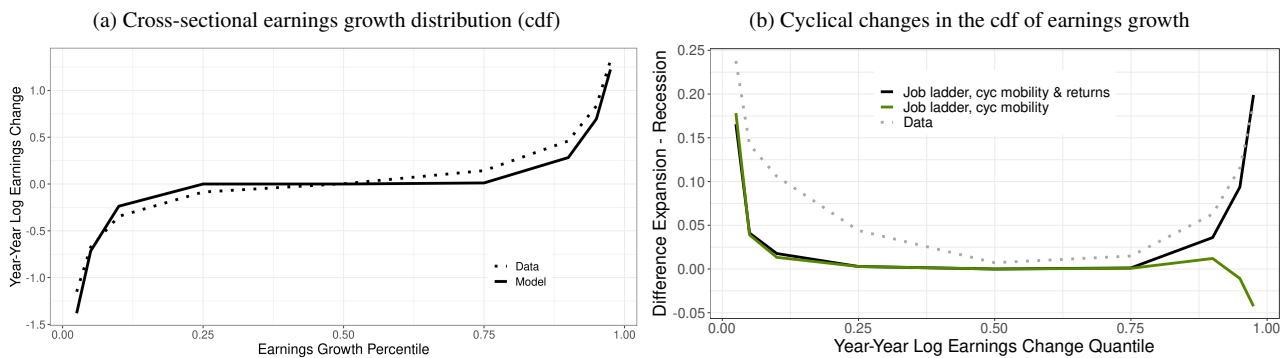 (a) Cross-sectional earnings growth distribution (cdf)
Year-Year Log Earnings Change
1.0
0.5
0.0
-0.5
-1.0
-1.5
Data
Model
0.00
0.25
0.50
0.75
1.00
Earnings Growth Percentile
(b) Cyclical changes in the cdf of earnings growth
Difference Expansion - Recession
0.25
0.20
0.15
0.10
0.05
0.00
-0.05
Job ladder, cyc mobility & returns
Job ladder, cyc mobility
Data
0.00
0.25
0.50
0.75
1.00
Year-Year Log Earnings Change Quantile